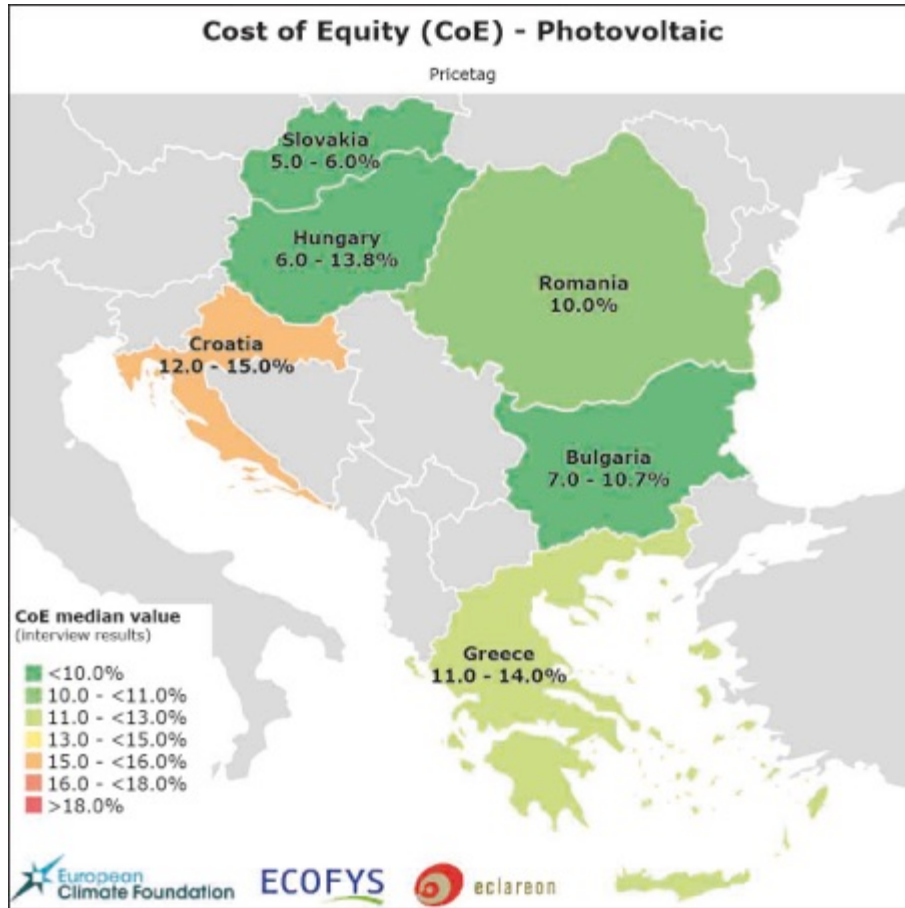 Cost of Equity (CoE) - Photovoltaic
Pricetag
Slovakia
5.0 - 6.0%
Hungary
6.0 - 13.8%
Romania
10.0%
Croatia
12.0 - 15.0%
Bulgaria
7.0 - 10.7%
Greece
11.0 - 14.0%
CoE median value
(interview results)
<10.0%
10.0 - <11.0%
11.0 - <13.0%
13.0 - <15.0%
15.0 - <16.0%
16.0 - <18.0%
>18.0%
European
Climate Foundation
ECOFYS
eclareon